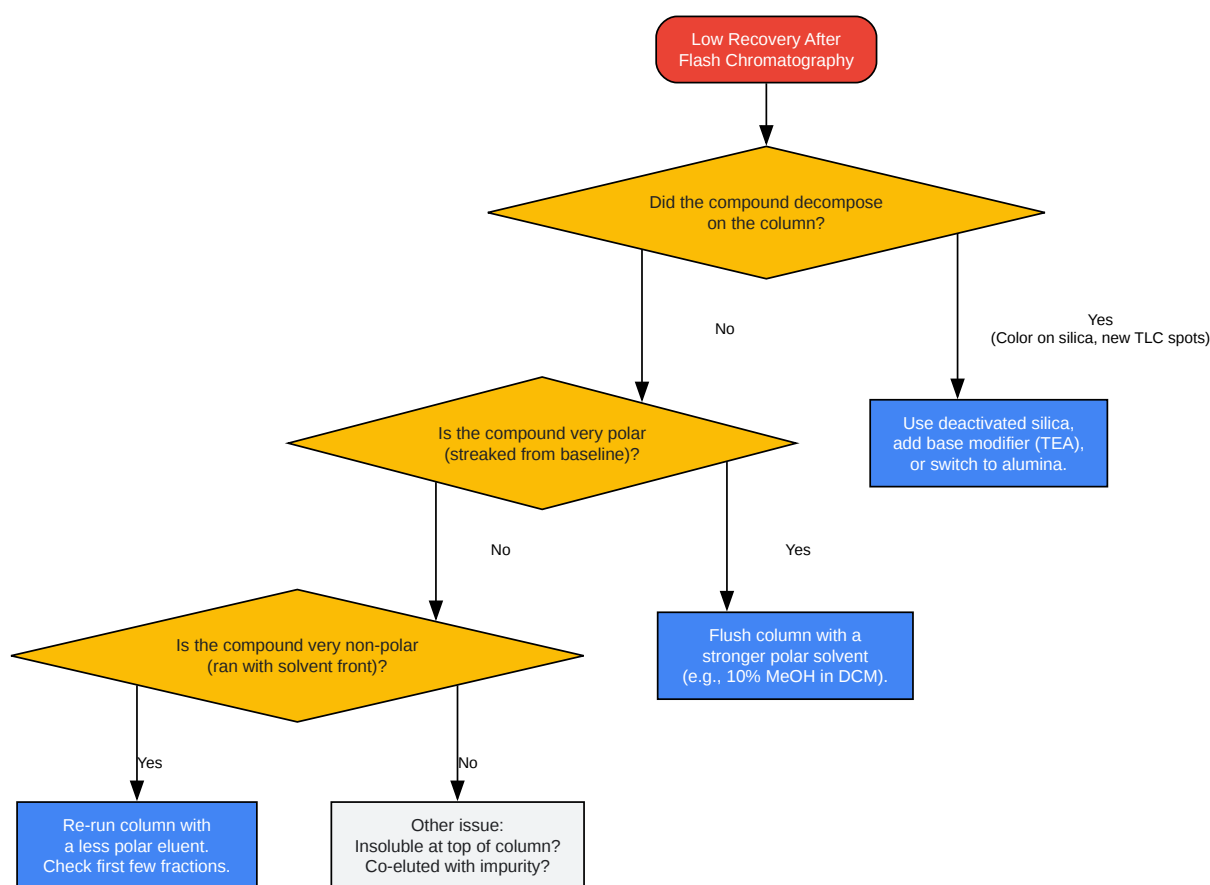 Low Recovery After
Flash Chromatography
Did the compound decompose
on the column?
No
Yes
(Color on silica, new TLC spots)
Is the compound very polar
(streaked from baseline)?
Use deactivated silica,
add base modifier (TEA),
or switch to alumina.
No
Yes
Is the compound very non-polar
(ran with solvent front)?
Flush column with a
stronger polar solvent
(e.g., 10% MeOH in DCM).
Yes
No
Re-run column with
a less polar eluent.
Check first few fractions.
Other issue:
Insoluble at top of column?
Co-eluted with impurity?